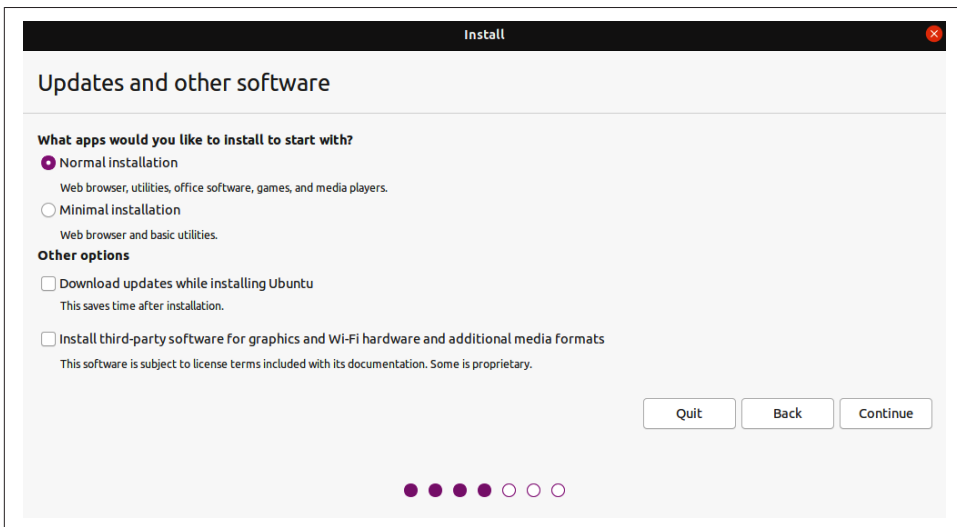 Install
Updates and other software
What apps would you like to install to start with?
Normal installation
Web browser, utilities, office software, games, and media players.
Minimal installation
Web browser and basic utilities.
Other options
Download updates while installing Ubuntu
This saves time after installation.
Install third-party software for graphics and Wi-Fi hardware and additional media formats
This software is subject to license terms included with its documentation. Some is proprietary.
Quit Back Continue